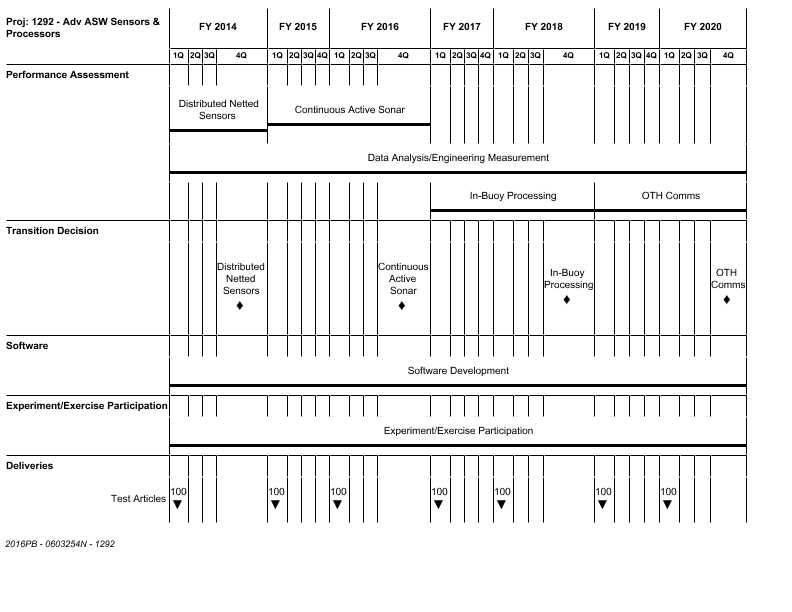 Proj: 1292 - Adv ASW Sensors &
Processors
FY 2014 FY 2015 FY 2016 FY 2017 FY 2018 FY 2019 FY 2020
1Q 2Q 3Q 4Q 1Q 2Q 3Q 4Q 1Q 2Q 3Q 4Q 1Q 2Q 3Q 4Q 1Q 2Q 3Q 4Q 1Q 2Q 3Q 4Q 1Q 2Q 3Q 4Q
Performance Assessment
Distributed Netted
Sensors
Continuous Active Sonar
Data Analysis/Engineering Measurement
In-Buoy Processing OTH Comms
Transition Decision
Distributed
Netted
Sensors
Continuous
Active
Sonar
In-Buoy
Processing
OTH
Comms
Software
Software Development
Experiment/Exercise Participation
Experiment/Exercise Participation
Deliveries
Test Articles 100 100 100 100 100 100 100
2016PB - 0603254N - 1292